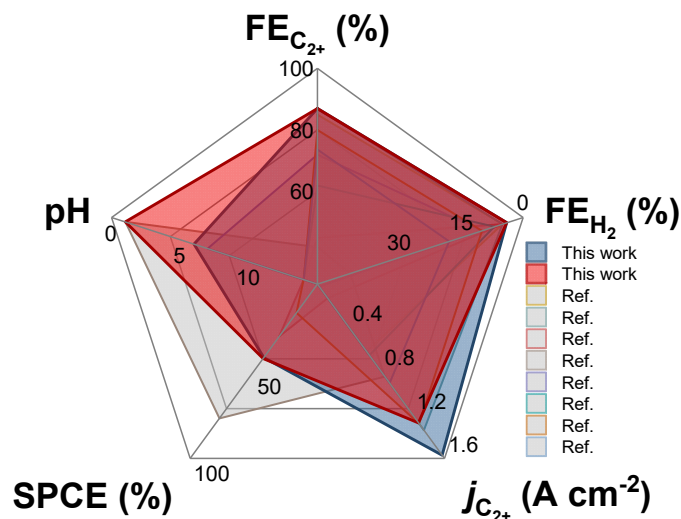 FE_C₂₊ (%)
100
80
60
pH
0
5
10
0
15
30
FE_H₂ (%)
This work
This work
Ref.
Ref.
Ref.
Ref.
Ref.
Ref.
Ref.
Ref.
0.4
0.8
1.2
1.6
50
100
SPCE (%)
j_C₂₊ (A cm⁻²)